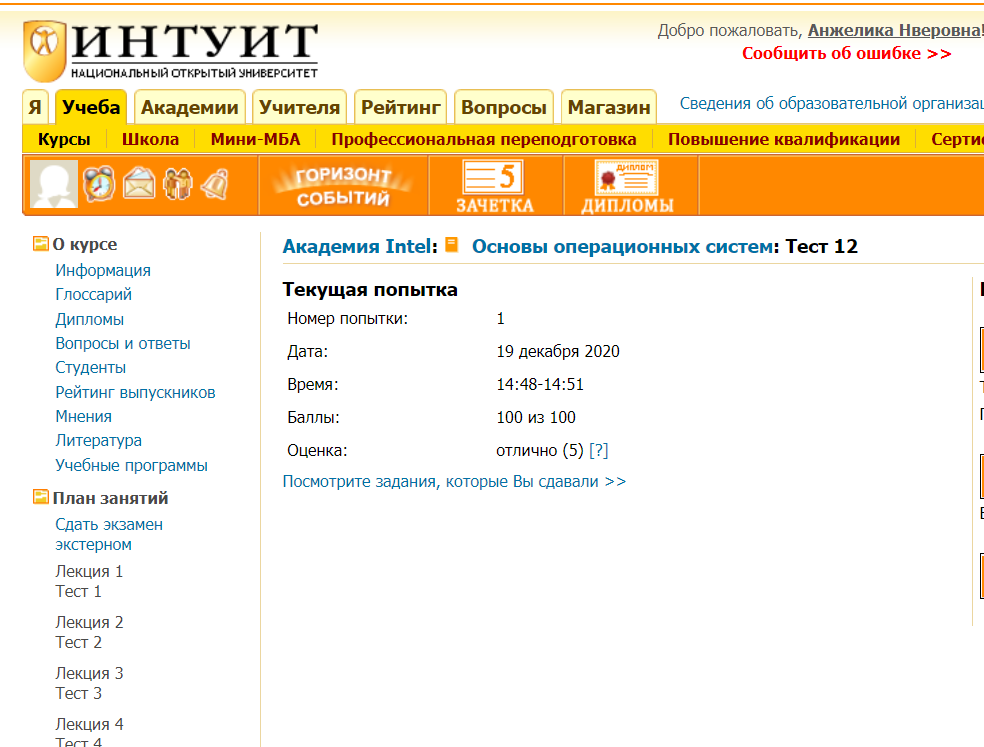 ИНТУИТ
НАЦИОНАЛЬНЫЙ ОТКРЫТЫЙ УНИВЕРСИТЕТ
Добро пожаловать, Анжелика Нверовна!
Сообщить об ошибке >>
Я Учеба Академии Учителя Рейтинг Вопросы Магазин Сведения об образовательной
Курсы Школа Мини-МБА Профессиональная переподготовка Повышение квалификации
ГОРИЗОНТ
СОБЫТИЙ
5
ЗАЧЕТКА
ДИПЛОМ
ДИПЛОМЫ
О курсе
Информация
Глоссарий
Дипломы
Вопросы и ответы
Студенты
Рейтинг выпускников
Мнения
Литература
Учебные программы
План занятий
Сдать экзамен
экстерном
Лекция 1
Тест 1
Лекция 2
Тест 2
Лекция 3
Тест 3
Лекция 4
Тест 4
Академия Intel: Основы операционных систем: Тест 12
Текущая попытка
Номер попытки: 1
Дата: 19 декабря 2020
Время: 14:48-14:51
Баллы: 100 из 100
Оценка: отлично (5) [?]
Посмотрите задания, которые Вы сдавали >>